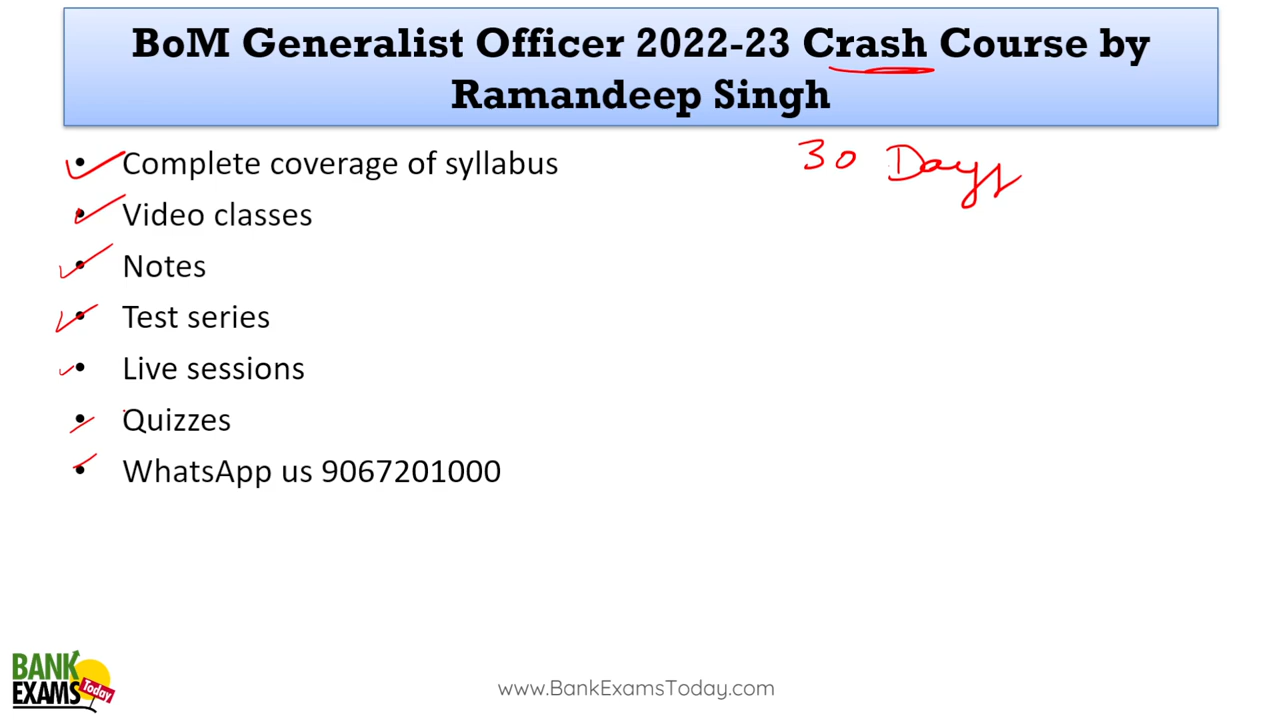 BoM Generalist Officer 2022-23 Crash Course by
Ramandeep Singh
30 Days
• Complete coverage of syllabus
• Video classes
• Notes
• Test series
• Live sessions
• Quizzes
• WhatsApp us 9067201000
BANK
EXAMS Today
www.BankExamsToday.com